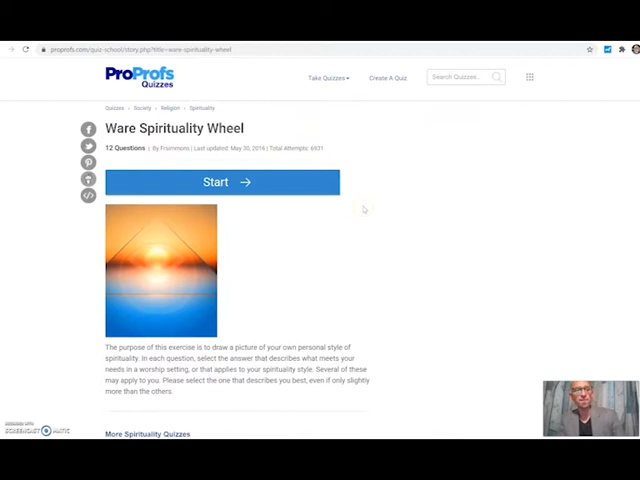 proprofs.com/quiz-school/story.php?title=ware-spirituality-wheel
ProProfs
Quizzes
Take Quizzes
Create A Quiz
Search Quizzes..
Quizzes > Society > Religion > Spirituality
Ware Spirituality Wheel
12 Questions | By Frsimmons | Last updated: May 30, 2016 | Total Attempts: 6931
Start →
The purpose of this exercise is to draw a picture of your own personal style of
spirituality. In each question, select the answer that describes what meets your
needs in a worship setting, or that applies to your spirituality style. Several of these
may apply to you. Please select the one that describes you best, even if only slightly
more than the others.
More Spirituality Quizzes
SCREENCAST MATIC